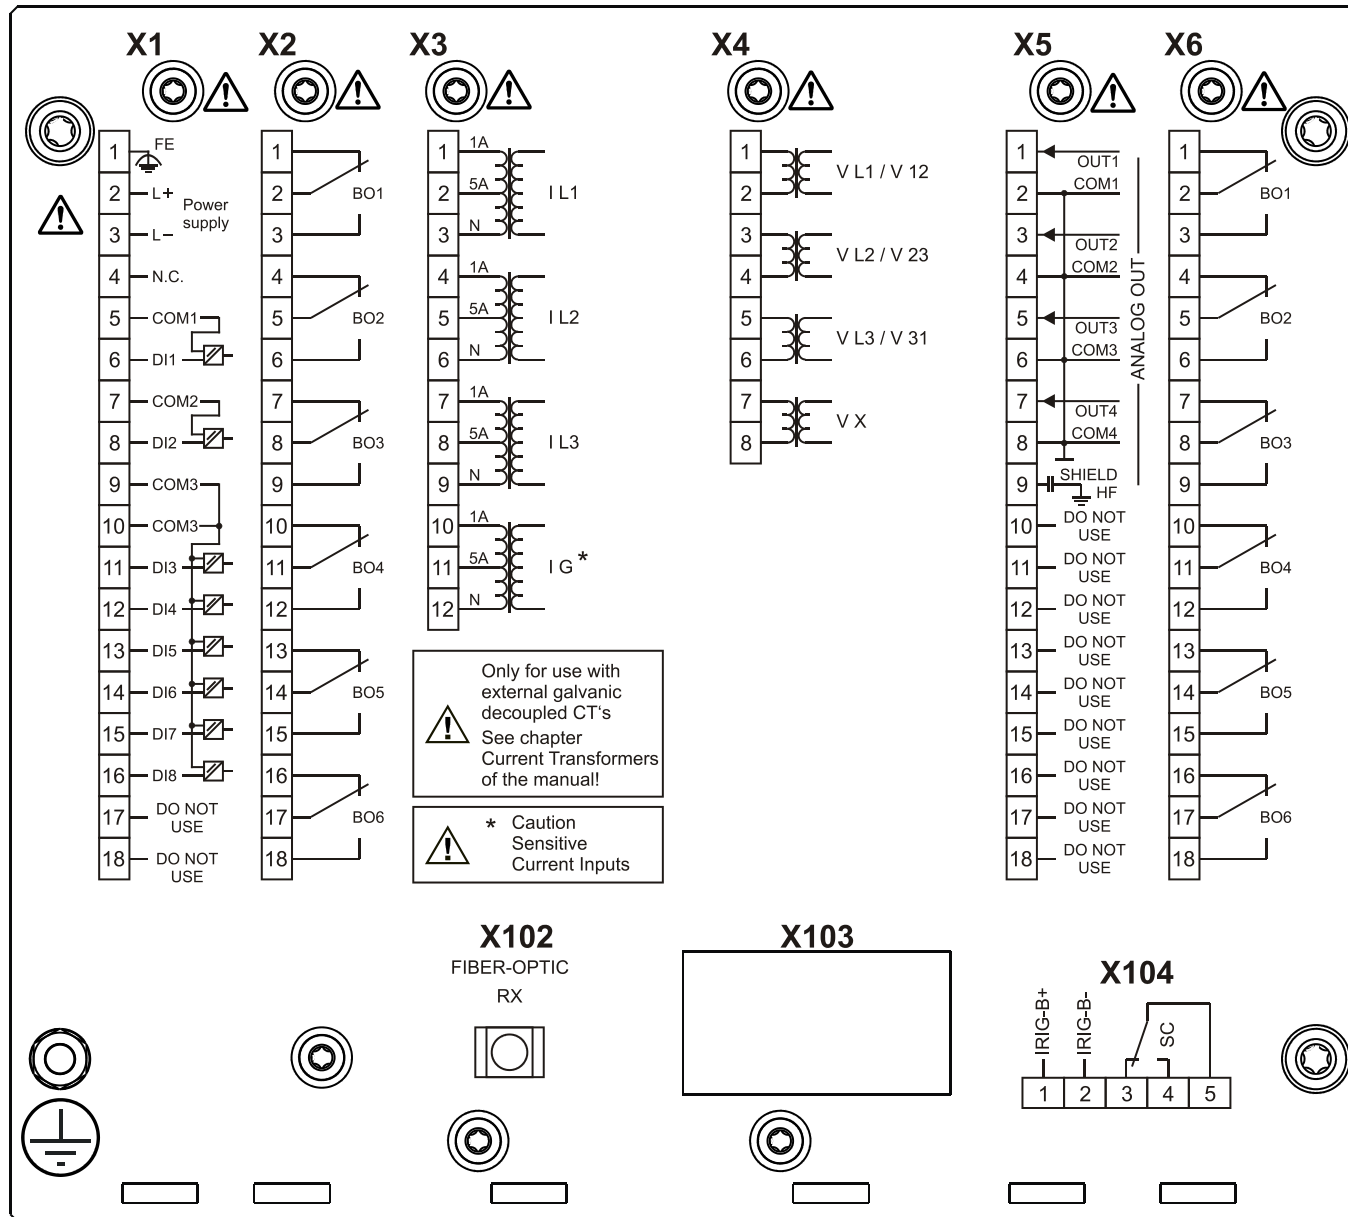 X1
1 FE
2 L+ Power
supply
3 L−
4 N.C.
5 COM1
6 DI1
7 COM2
8 DI2
9 COM3
10 COM3
11 DI3
12 DI4
13 DI5
14 DI6
15 DI7
16 DI8
17 DO NOT
USE
18 DO NOT
USE
X2
1
2 BO1
3
4
5 BO2
6
7
8 BO3
9
10
11 BO4
12
13
14 BO5
15
16
17 BO6
18
X3
1 1A
2 5A I L1
3 N
4 1A
5 5A I L2
6 N
7 1A
8 5A I L3
9 N
10 1A
11 5A I G *
12 N
Only for use with
external galvanic
decoupled CT‘s
See chapter
Current Transformers
of the manual!
* Caution
Sensitive
Current Inputs
X4
1
V L1 / V 12
2
3
V L2 / V 23
4
5
V L3 / V 31
6
7
V X
8
X5
1 OUT1
2 COM1
3 OUT2
4 COM2
5 OUT3
6 COM3
7 OUT4
8 COM4
ANALOG OUT
9 SHIELD
HF
10 DO NOT
USE
11 DO NOT
USE
12 DO NOT
USE
13 DO NOT
USE
14 DO NOT
USE
15 DO NOT
USE
16 DO NOT
USE
17 DO NOT
USE
18 DO NOT
USE
X6
1
2 BO1
3
4
5 BO2
6
7
8 BO3
9
10
11 BO4
12
13
14 BO5
15
16
17 BO6
18
X102
FIBER-OPTIC
RX
X103
X104
IRIG-B+
IRIG-B-
SC
1 2 3 4 5